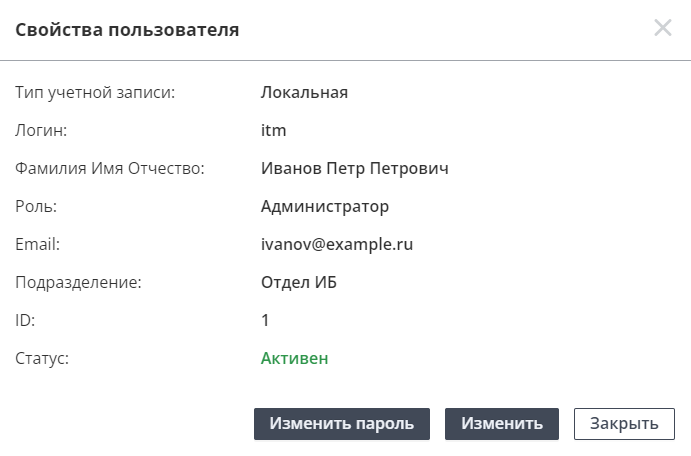 Свойства пользователя
Тип учетной записи: Локальная
Логин: itm
Фамилия Имя Отчество: Иванов Петр Петрович
Роль: Администратор
Email: ivanov@example.ru
Подразделение: Отдел ИБ
ID: 1
Статус: Активен
Изменить пароль Изменить Закрыть